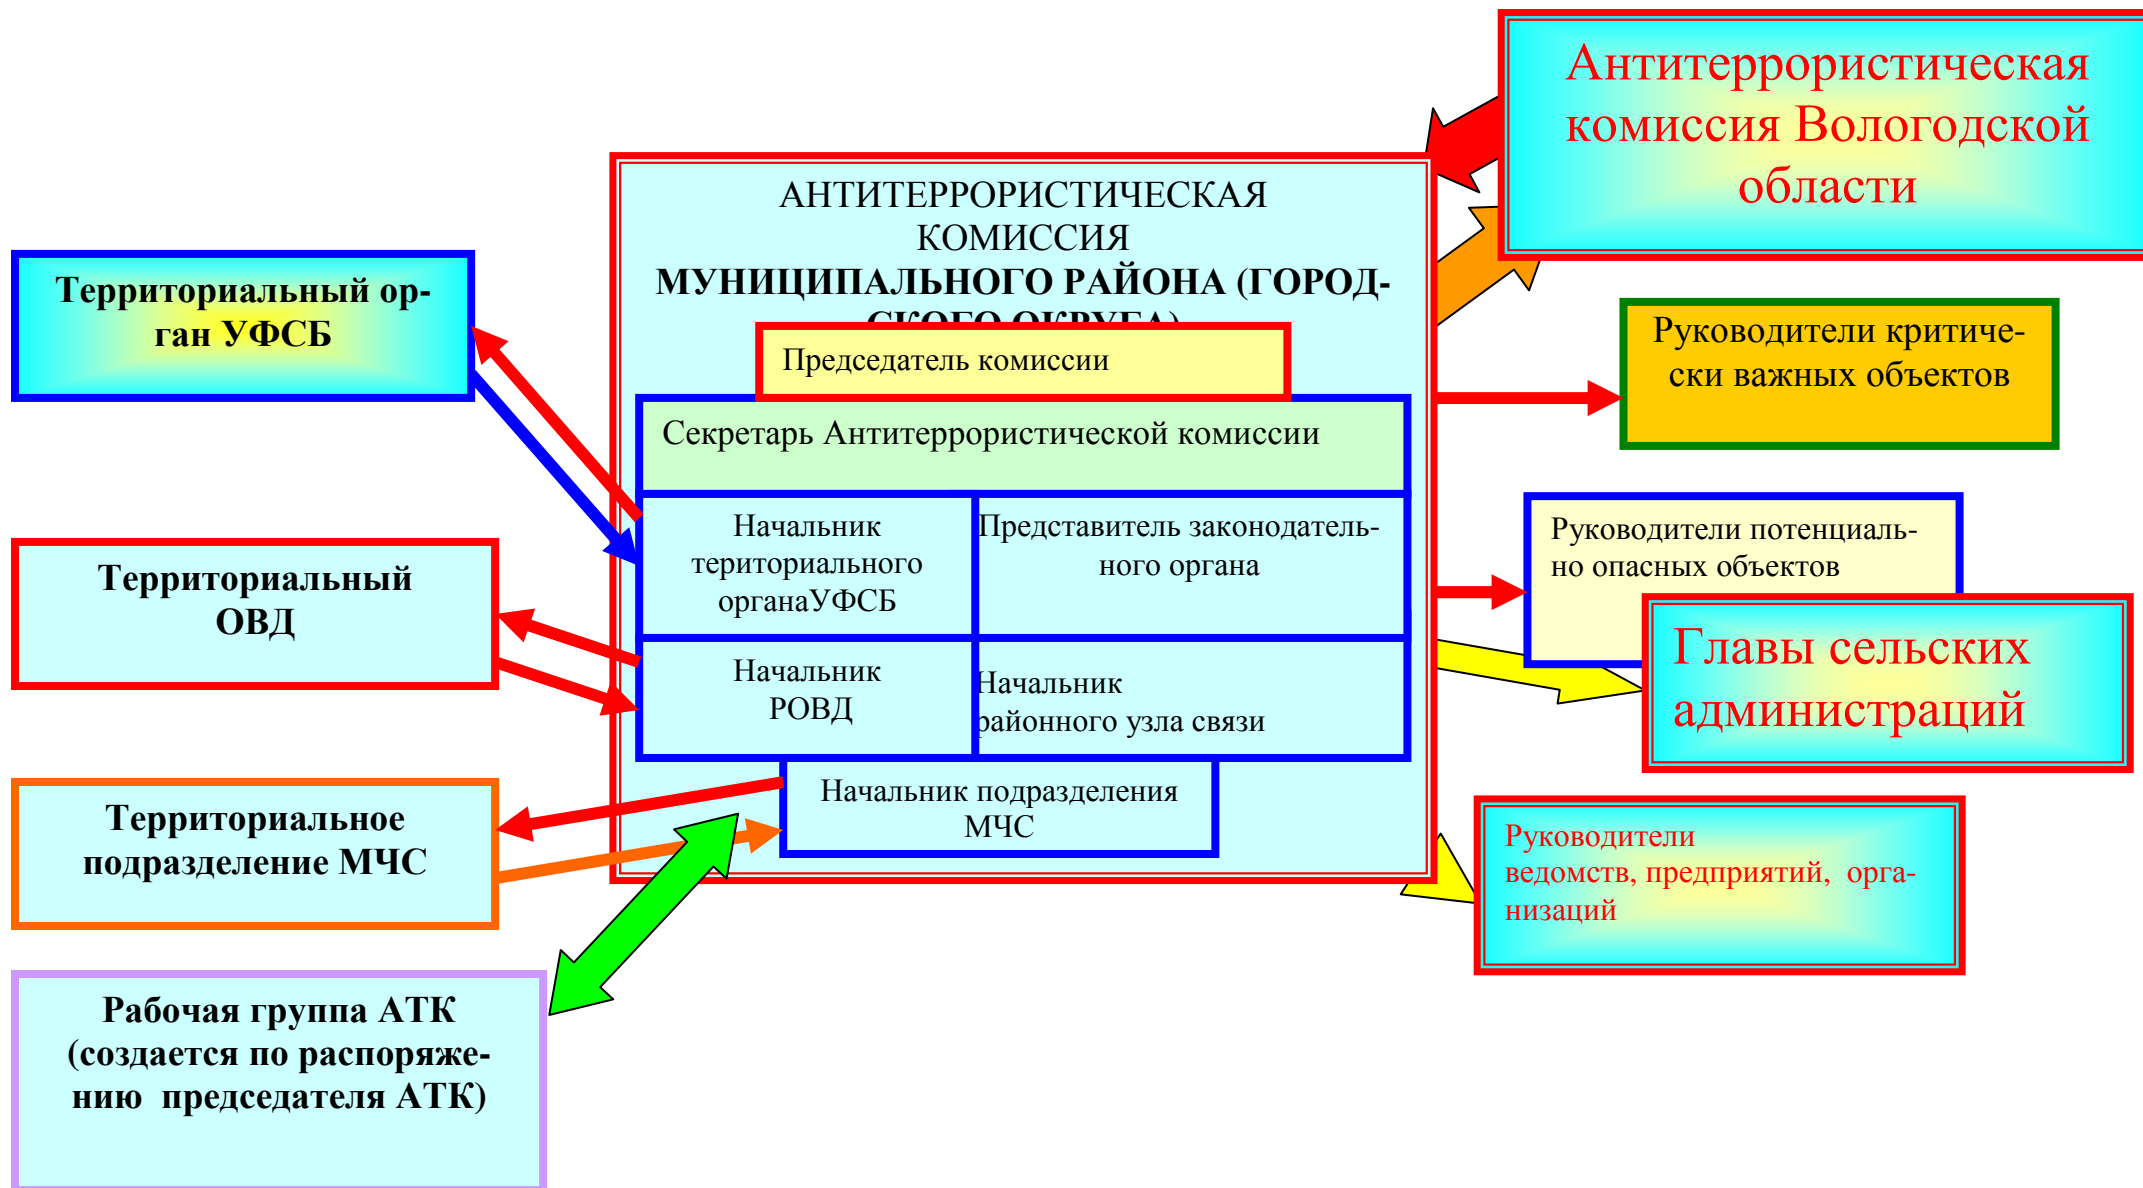 Антитеррористическая
комиссия Вологодской
области
АНТИТЕРРОРИСТИЧЕСКАЯ
КОМИССИЯ
МУНИЦИПАЛЬНОГО РАЙОНА (ГОРОД-
СКОГО ОКРУГА)
Председатель комиссии
Секретарь Антитеррористической комиссии
Начальник
териториального
органаУФСБ
Представитель законодатель-
ного органа
Начальник
РОВД
Начальник
районного узла связи
Начальник подразделения
МЧС
Территориальный ор-
ган УФСБ
Территориальный
ОВД
Территориальное
подразделение МЧС
Рабочая группа АТК
(создается по распоряже-
нию  председателя АТК)
Руководители критиче-
ски важных объектов
Руководители потенциаль-
но опасных объектов
Главы сельских
администраций
Руководители
ведомств, предприятий,  орга-
низаций